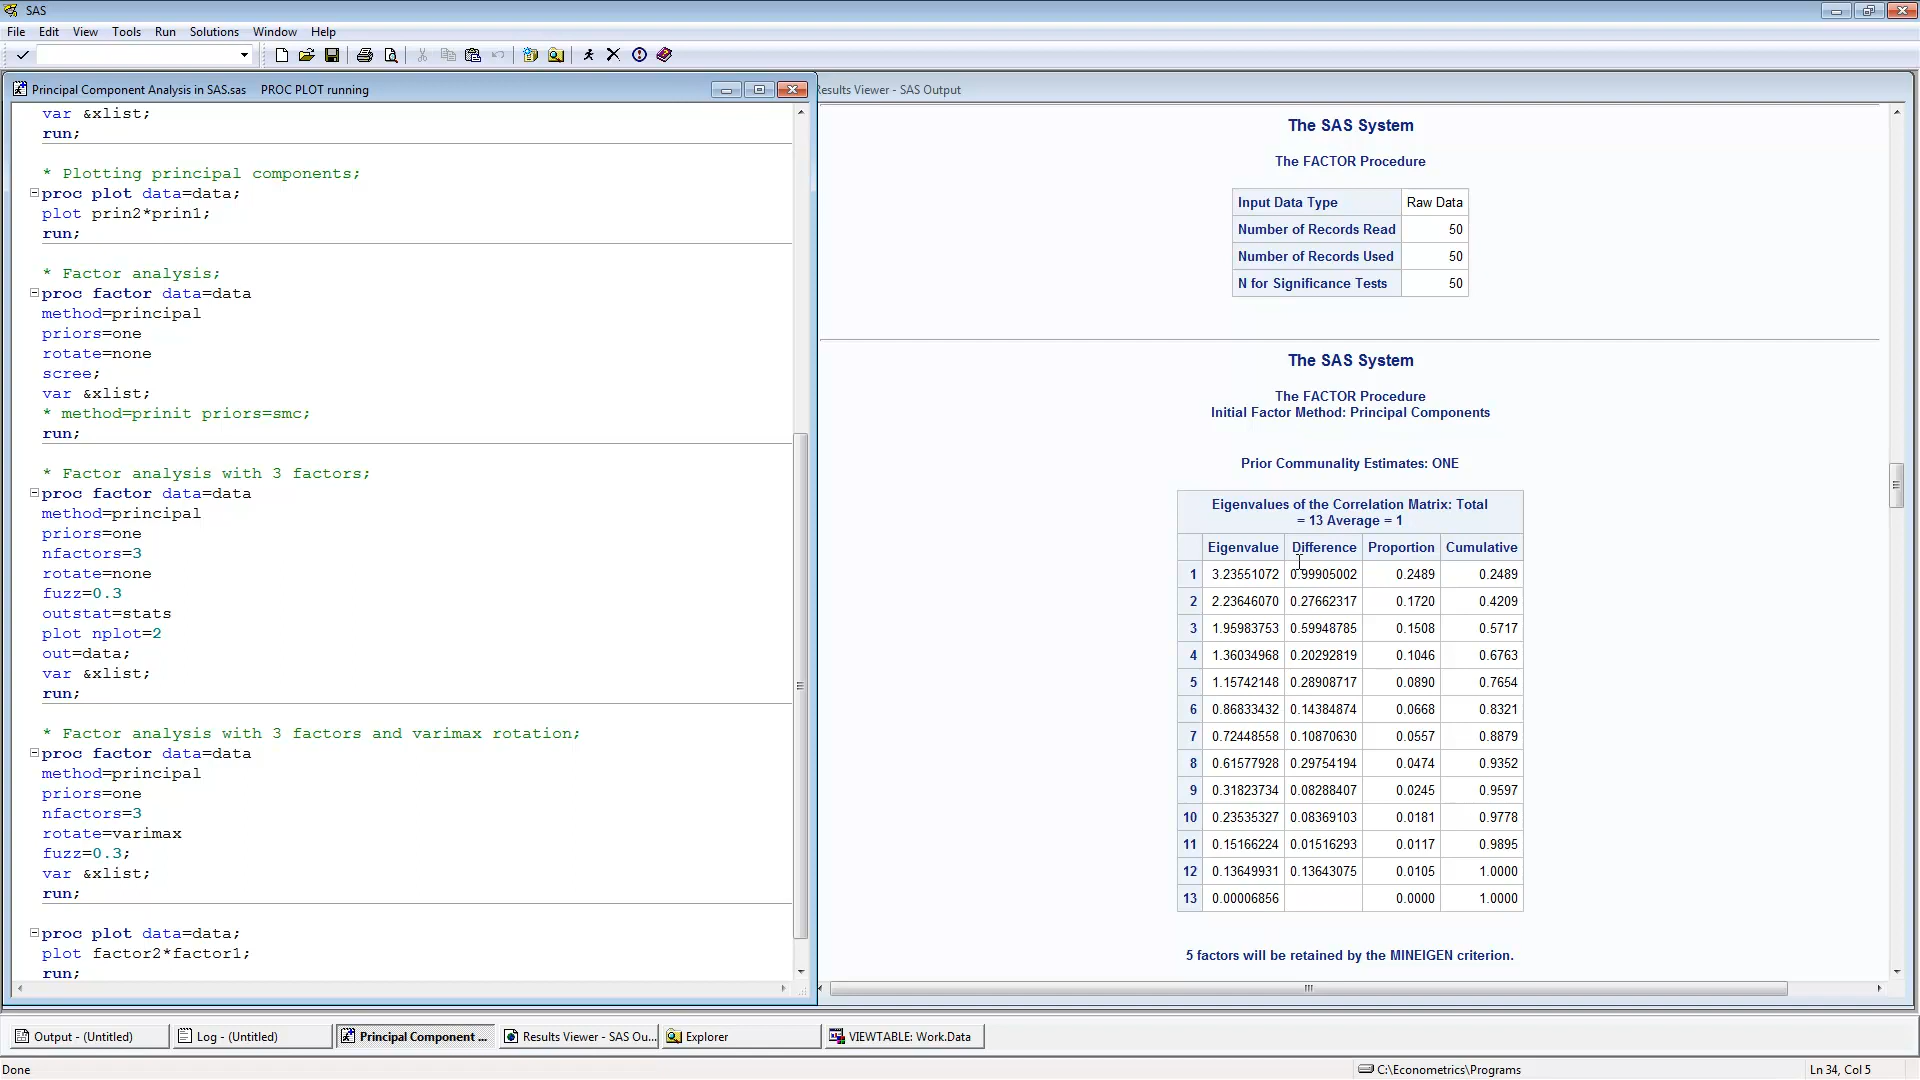 SAS
File Edit View Tools Run Solutions Window Help
Principal Component Analysis in SAS.sas PROC PLOT running
var &xlist;
run;
* Plotting principal components;
proc plot data=data;
plot prin2*prin1;
run;
* Factor analysis;
proc factor data=data
method=principal
priors=one
rotate=none
scree;
var &xlist;
* method=prinit priors=smc;
run;
* Factor analysis with 3 factors;
proc factor data=data
method=principal
priors=one
nfactors=3
rotate=none
fuzz=0.3
outstat=stats
plot nplot=2
out=data;
var &xlist;
run;
* Factor analysis with 3 factors and varimax rotation;
proc factor data=data
method=principal
priors=one
nfactors=3
rotate=varimax
fuzz=0.3;
var &xlist;
run;
proc plot data=data;
plot factor2*factor1;
run;
Results Viewer - SAS Output
The SAS System
The FACTOR Procedure
Input Data Type Raw Data
Number of Records Read 50
Number of Records Used 50
N for Significance Tests 50
The SAS System
The FACTOR Procedure
Initial Factor Method: Principal Components
Prior Communality Estimates: ONE
Eigenvalues of the Correlation Matrix: Total
= 13 Average = 1
Eigenvalue Difference Proportion Cumulative
1 3.23551072 0.99905002 0.2489 0.2489
2 2.23646070 0.27662317 0.1720 0.4209
3 1.95983753 0.59948785 0.1508 0.5717
4 1.36034968 0.20292819 0.1046 0.6763
5 1.15742148 0.28908717 0.0890 0.7654
6 0.86833432 0.14384874 0.0668 0.8321
7 0.72448558 0.10870630 0.0557 0.8879
8 0.61577928 0.29754194 0.0474 0.9352
9 0.31823734 0.08288407 0.0245 0.9597
10 0.23535327 0.08369103 0.0181 0.9778
11 0.15166224 0.01516293 0.0117 0.9895
12 0.13649931 0.13643075 0.0105 1.0000
13 0.00006856 0.0000 1.0000
5 factors will be retained by the MINEIGEN criterion.
Output - (Untitled) Log - (Untitled) Principal Component ... Results Viewer - SAS Ou... Explorer VIEWTABLE: Work.Data
Done C:\Econometrics\Programs Ln 34, Col 5